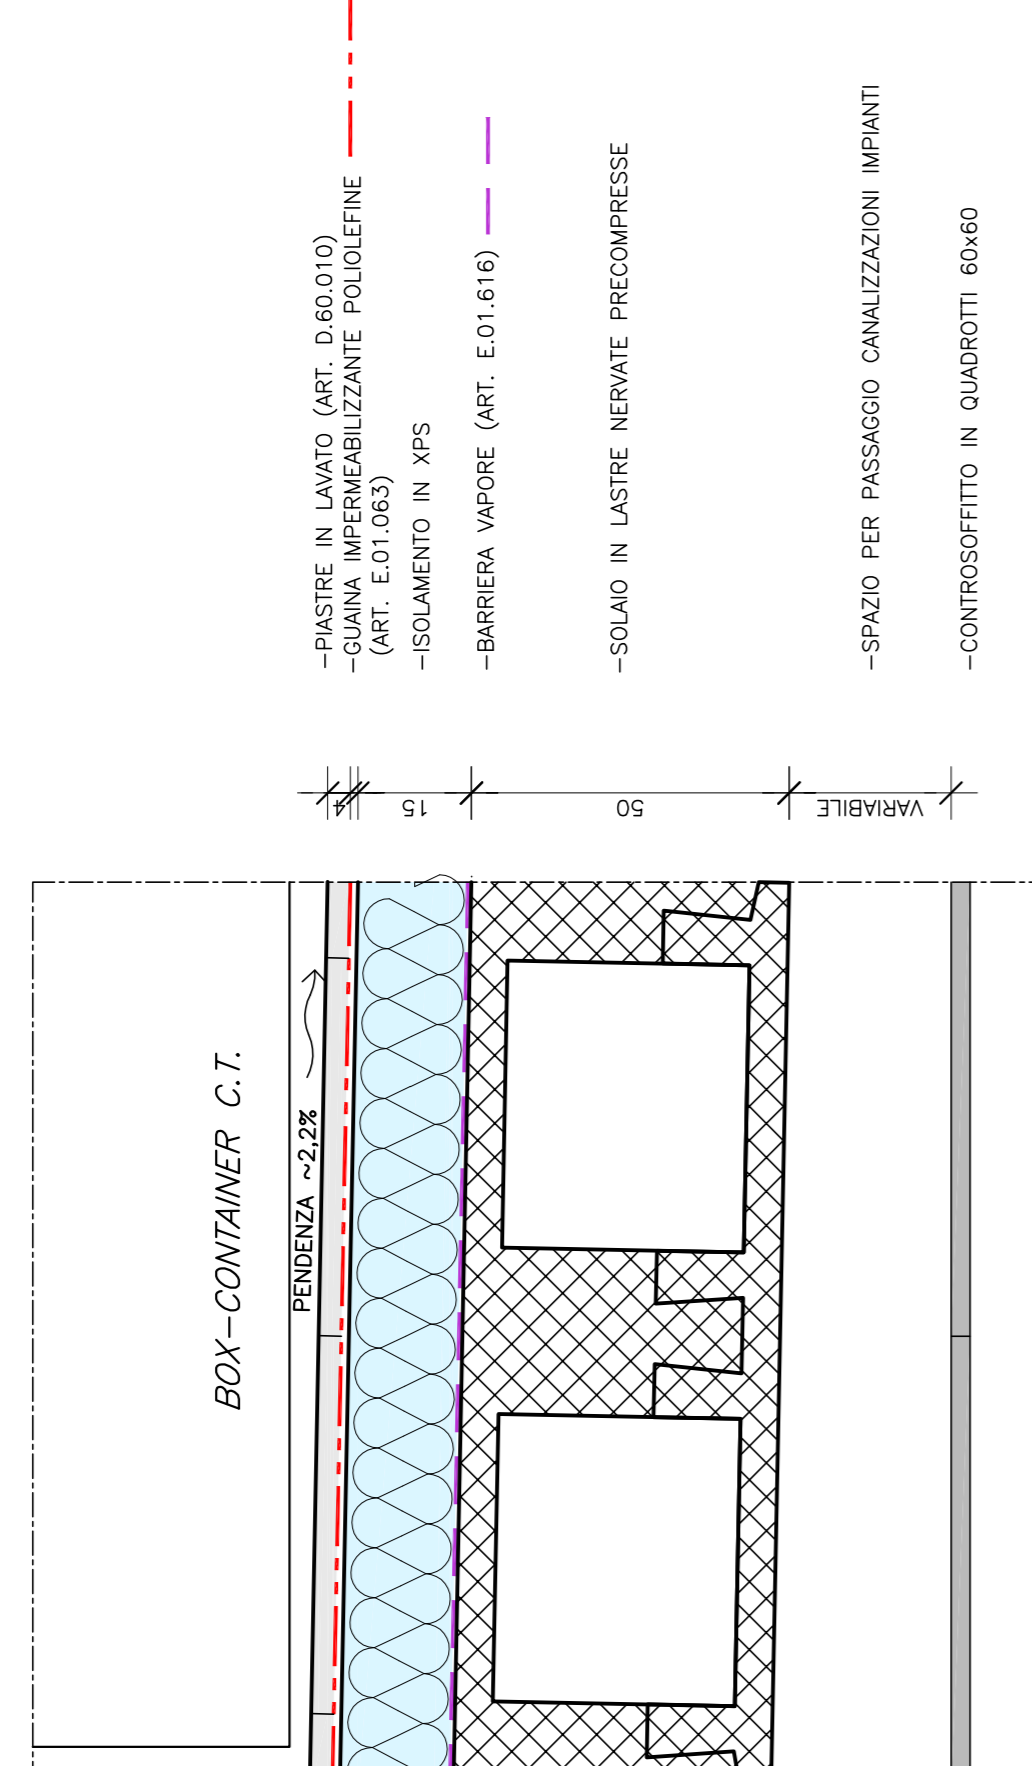 -PIASTRE IN LAVATO (ART. D.60.010)
-GUAINA IMPERMEABILIZZANTE POLIOLEFINE
(ART. E.01.063)
-ISOLAMENTO IN XPS
-BARRIERA VAPORE (ART. E.01.616)
-SOLAIO IN LASTRE NERVATE PRECOMPRESSE
-SPAZIO PER PASSAGGIO CANALIZZAZIONI IMPIANTI
-CONTROSOFFITTO IN QUADROTTI 60x60
4
15
50
VARIABILE
BOX-CONTAINER C.T.
PENDENZA ~2,2%